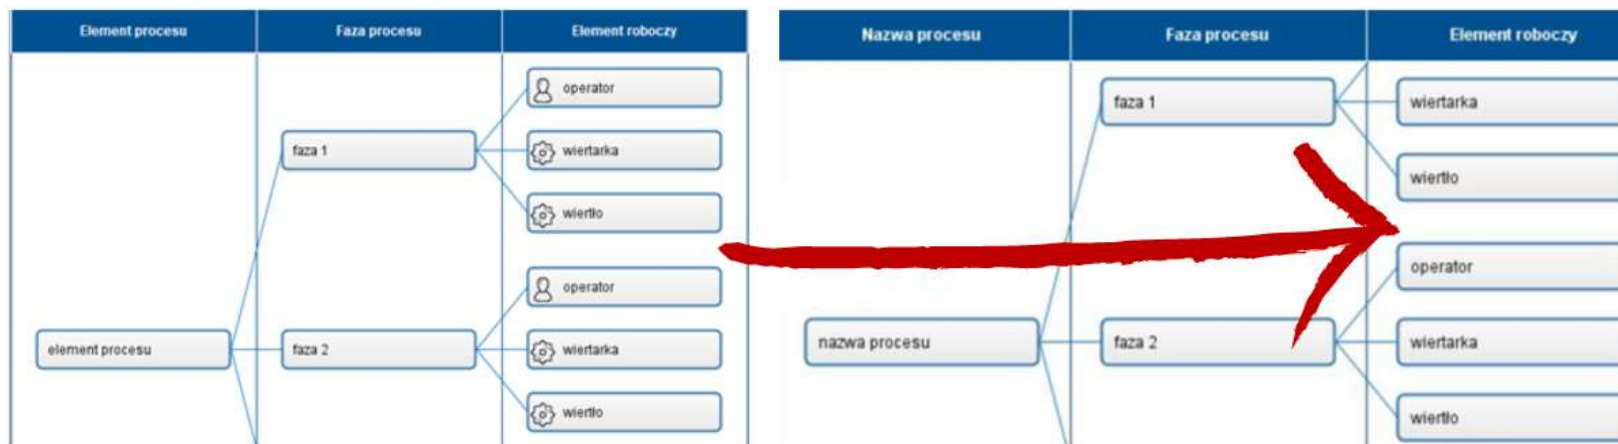 Element procesu
Faza procesu
Element roboczy
operator
faza 1
wiertarka
wiertło
operator
element procesu
faza 2
wiertarka
wiertło
Nazwa procesu
Faza procesu
Element roboczy
faza 1
wiertarka
wiertło
operator
nazwa procesu
faza 2
wiertarka
wiertło